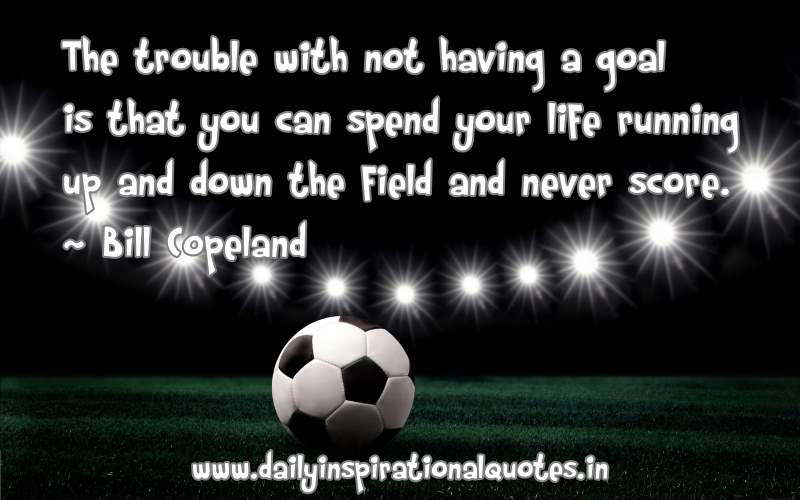 The trouble with not having a goal
is that you can spend your life running
up and down the field and never score.
~ Bill Copeland
www.dailyinspirationalquotes.in